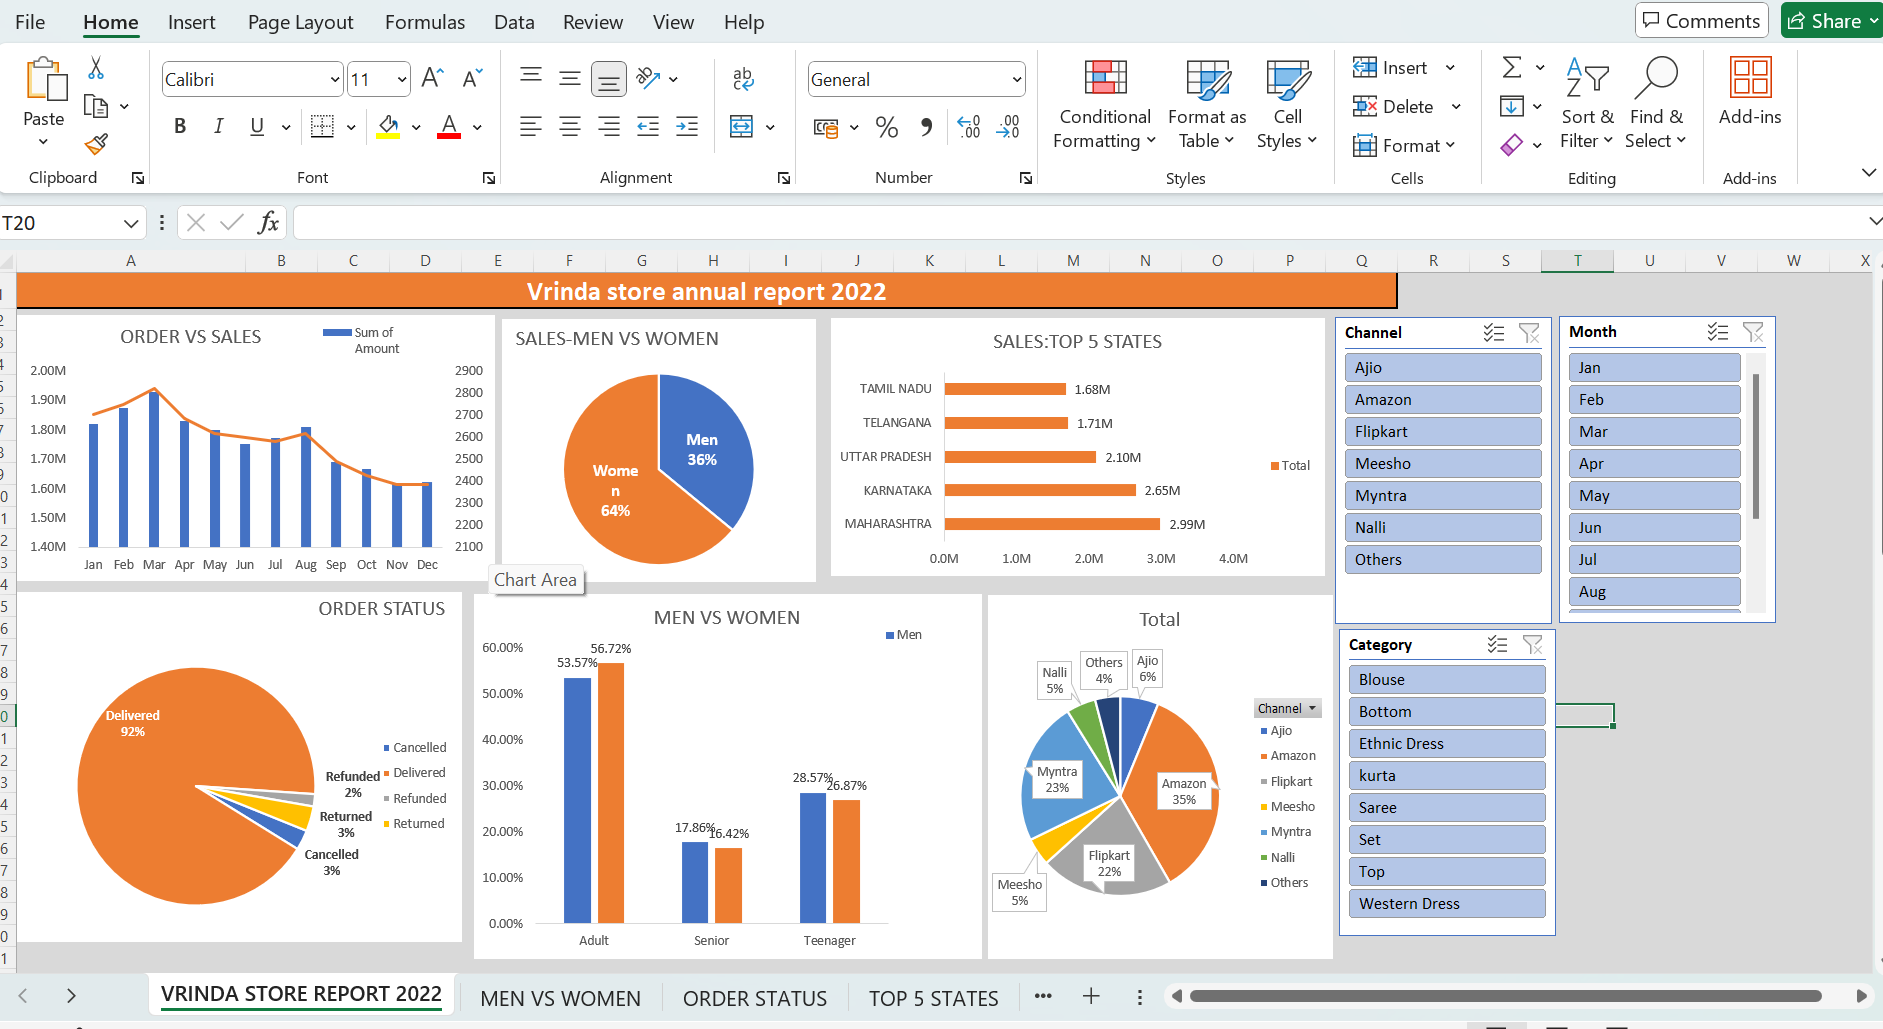 File Home Insert Page Layout Formulas Data Review View Help Comments Share
Calibri 11 General
Paste
B I U A
ab
% .00 .00
Conditional Formatting
Format as Table
Cell Styles
Insert
Delete
Format
Sort & Filter
Find & Select
Add-ins
Clipboard Font Alignment Number Styles Cells Editing Add-ins
T20 fx
A B C D E F G H I J K L M N O P Q R S T U V W X
Vrinda store annual report 2022
ORDER VS SALES
Sum of
Amount
2.00M
1.90M
1.80M
1.70M
1.60M
1.50M
1.40M
2900
2800
2700
2600
2500
2400
2300
2200
2100
Jan Feb Mar Apr May Jun Jul Aug Sep Oct Nov Dec
SALES-MEN VS WOMEN
Men
36%
Wome
n
64%
Chart Area
SALES:TOP 5 STATES
TAMIL NADU 1.68M
TELANGANA 1.71M
UTTAR PRADESH 2.10M
KARNATAKA 2.65M
MAHARASHTRA 2.99M
0.0M 1.0M 2.0M 3.0M 4.0M
Total
Channel
Ajio
Amazon
Flipkart
Meesho
Myntra
Nalli
Others
Month
Jan
Feb
Mar
Apr
May
Jun
Jul
Aug
ORDER STATUS
Delivered
92%
Refunded
2%
Returned
3%
Cancelled
3%
Cancelled
Delivered
Refunded
Returned
MEN VS WOMEN
Men
60.00%
50.00%
40.00%
30.00%
20.00%
10.00%
0.00%
53.57% 56.72%
17.86% 16.42%
28.57% 26.87%
Adult Senior Teenager
Total
Nalli
5%
Others
4%
Ajio
6%
Myntra
23%
Amazon
35%
Flipkart
22%
Meesho
5%
Channel
Ajio
Amazon
Flipkart
Meesho
Myntra
Nalli
Others
Category
Blouse
Bottom
Ethnic Dress
kurta
Saree
Set
Top
Western Dress
VRINDA STORE REPORT 2022 MEN VS WOMEN ORDER STATUS TOP 5 STATES